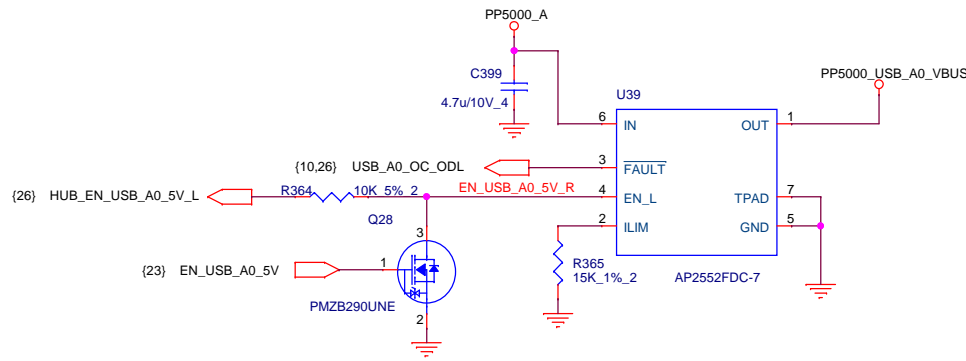 PP5000_A
C399
4.7u/10V_4
PP5000_USB_A0_VBUS
U39
6 IN OUT 1
{10,26} USB_A0_OC_ODL 3 FAULT
{26} HUB_EN_USB_A0_5V_L R364 10K_5%_2 EN_USB_A0_5V_R 4 EN_L TPAD 7
Q28 2 ILIM GND 5
3
{23} EN_USB_A0_5V 1
R365
15K_1%_2
AP2552FDC-7
PMZB290UNE
2